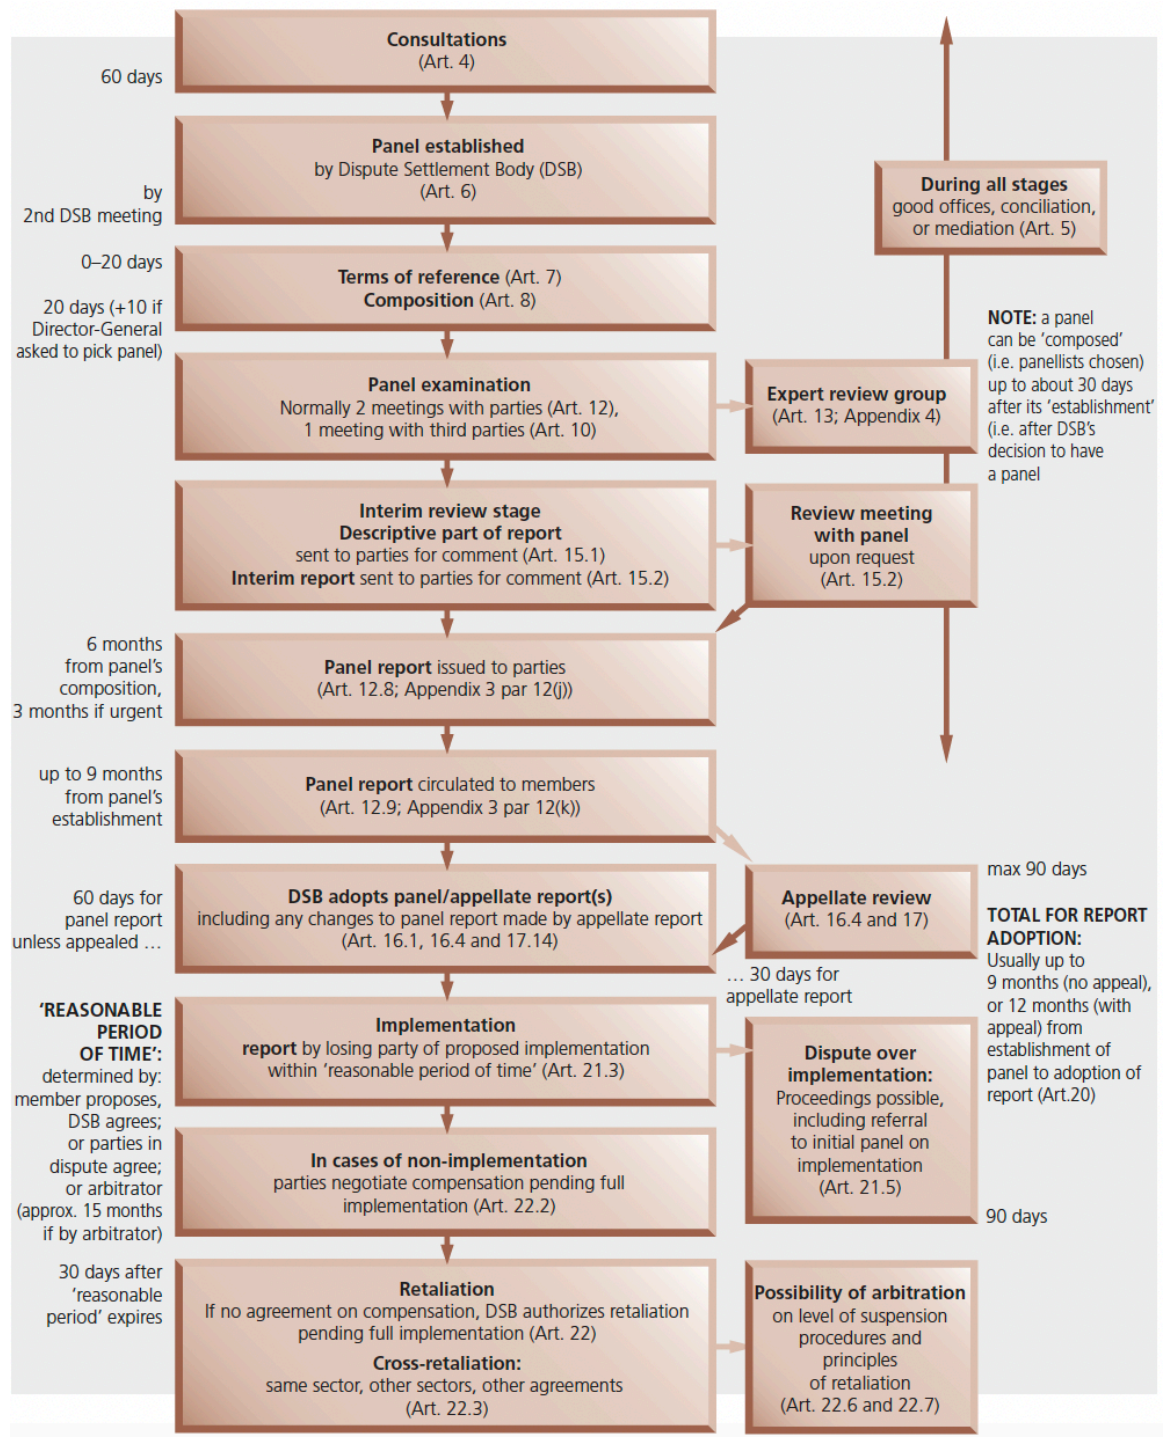 Consultations
(Art. 4)
60 days
Panel established
by Dispute Settlement Body (DSB)
(Art. 6)
by
2nd DSB meeting
During all stages
good offices, conciliation,
or mediation (Art. 5)
0–20 days
Terms of reference (Art. 7)
Composition (Art. 8)
20 days (+10 if
Director-General
asked to pick panel)
NOTE: a panel
can be ‘composed’
(i.e. panellists chosen)
up to about 30 days
after its ‘establishment’
(i.e. after DSB’s
decision to have
a panel
Panel examination
Normally 2 meetings with parties (Art. 12),
1 meeting with third parties (Art. 10)
Expert review group
(Art. 13; Appendix 4)
Interim review stage
Descriptive part of report
sent to parties for comment (Art. 15.1)
Interim report sent to parties for comment (Art. 15.2)
Review meeting
with panel
upon request
(Art. 15.2)
6 months
from panel’s
composition,
3 months if urgent
Panel report issued to parties
(Art. 12.8; Appendix 3 par 12(j))
up to 9 months
from panel’s
establishment
Panel report circulated to members
(Art. 12.9; Appendix 3 par 12(k))
60 days for
panel report
unless appealed …
DSB adopts panel/appellate report(s)
including any changes to panel report made by appellate report
(Art. 16.1, 16.4 and 17.14)
Appellate review
(Art. 16.4 and 17)
max 90 days
… 30 days for
appellate report
TOTAL FOR REPORT
ADOPTION:
Usually up to
9 months (no appeal),
or 12 months (with
appeal) from
establishment of
panel to adoption of
report (Art.20)
‘REASONABLE
PERIOD
OF TIME’:
determined by:
member proposes,
DSB agrees;
or parties in
dispute agree;
or arbitrator
(approx. 15 months
if by arbitrator)
Implementation
report by losing party of proposed implementation
within ‘reasonable period of time’ (Art. 21.3)
Dispute over
implementation:
Proceedings possible,
including referral
to initial panel on
implementation
(Art. 21.5)
90 days
In cases of non-implementation
parties negotiate compensation pending full
implementation (Art. 22.2)
30 days after
‘reasonable
period’ expires
Retaliation
If no agreement on compensation, DSB authorizes retaliation
pending full implementation (Art. 22)
Cross-retaliation:
same sector, other sectors, other agreements
(Art. 22.3)
Possibility of arbitration
on level of suspension
procedures and
principles
of retaliation
(Art. 22.6 and 22.7)